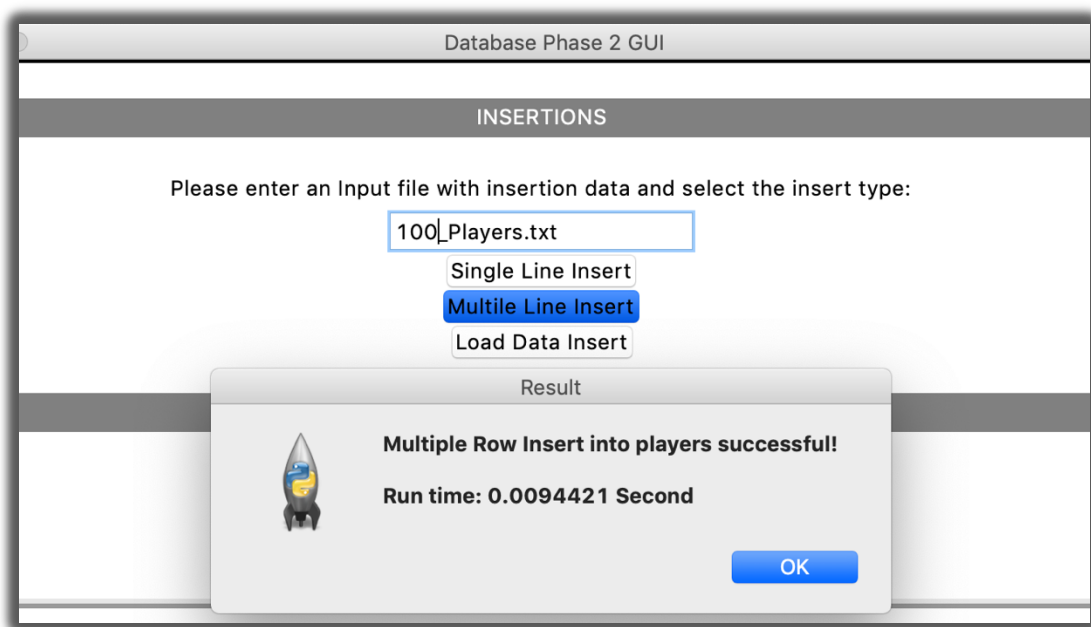 Database Phase 2 GUI
INSERTIONS
Please enter an Input file with insertion data and select the insert type:
100_Players.txt
Single Line Insert
Multile Line Insert
Load Data Insert
Result
Multiple Row Insert into players successful!
Run time: 0.0094421 Second
OK